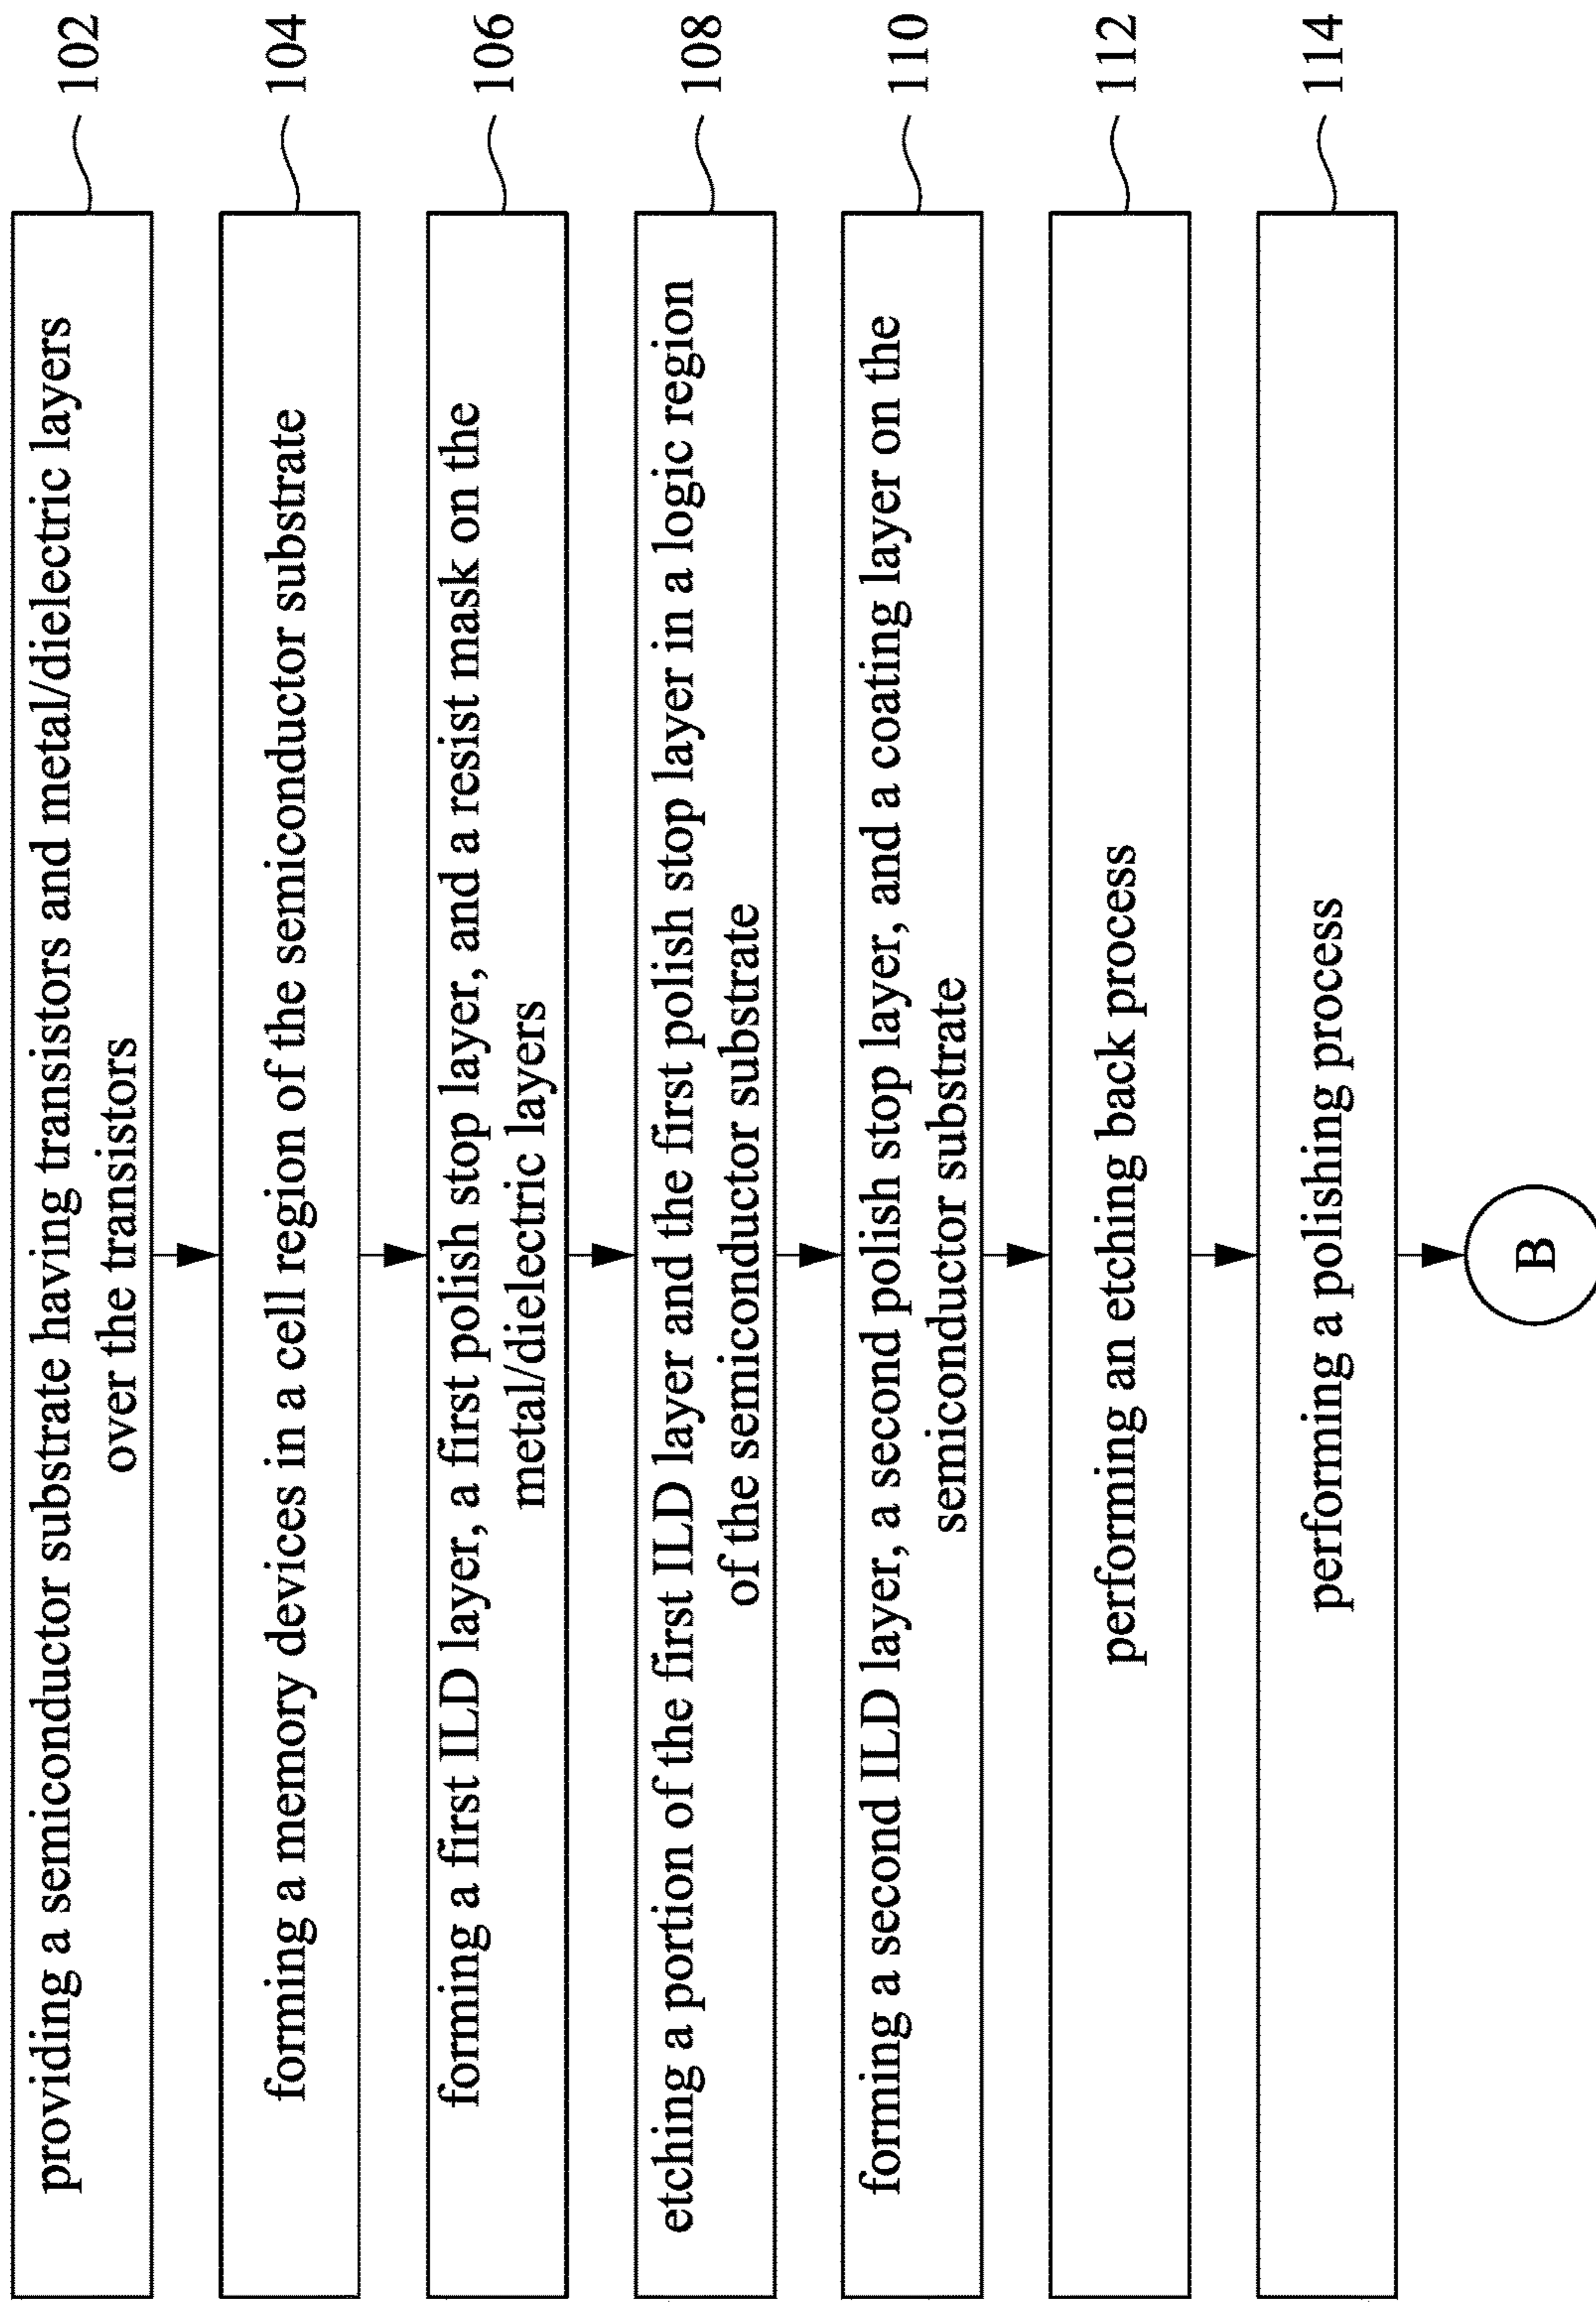 providing a semiconductor substrate having transistors and metal/dielectric layers
over the transistors
102
forming a memory devices in a cell region of the semiconductor substrate
104
forming a first ILD layer, a first polish stop layer, and a resist mask on the
metal/dielectric layers
106
etching a portion of the first ILD layer and the first polish stop layer in a logic region
of the semiconductor substrate
108
forming a second ILD layer, a second polish stop layer, and a coating layer on the
semiconductor substrate
110
performing an etching back process
112
performing a polishing process
114
B